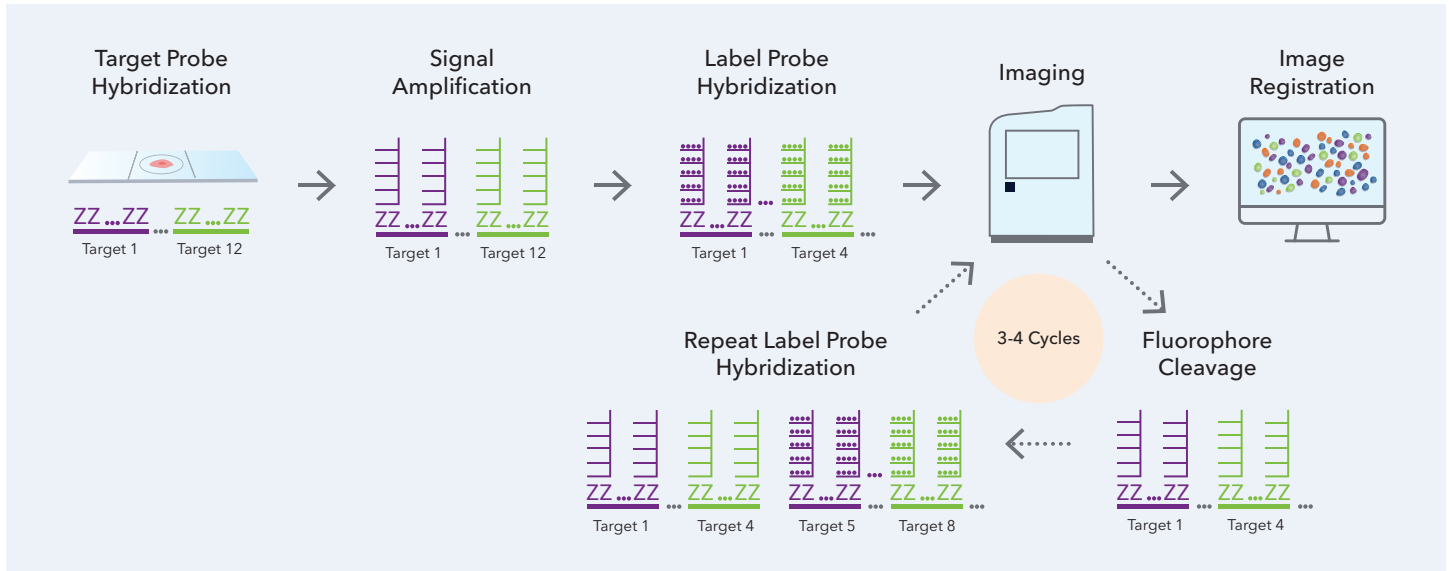 Target Probe
Hybridization
ZZ...ZZ ... ZZ...ZZ
Target 1
Target 12
Signal
Amplification
ZZ...ZZ ... ZZ...ZZ
Target 1
Target 12
Label Probe
Hybridization
ZZ...ZZ ... ZZ...ZZ ...
Target 1
Target 4
Imaging
Image
Registration
3-4 Cycles
Fluorophore
Cleavage
ZZ...ZZ ... ZZ...ZZ ...
Target 1
Target 4
Repeat Label Probe
Hybridization
ZZ...ZZ ... ZZ...ZZ ZZ...ZZ ... ZZ...ZZ ...
Target 1
Target 4
Target 5
Target 8